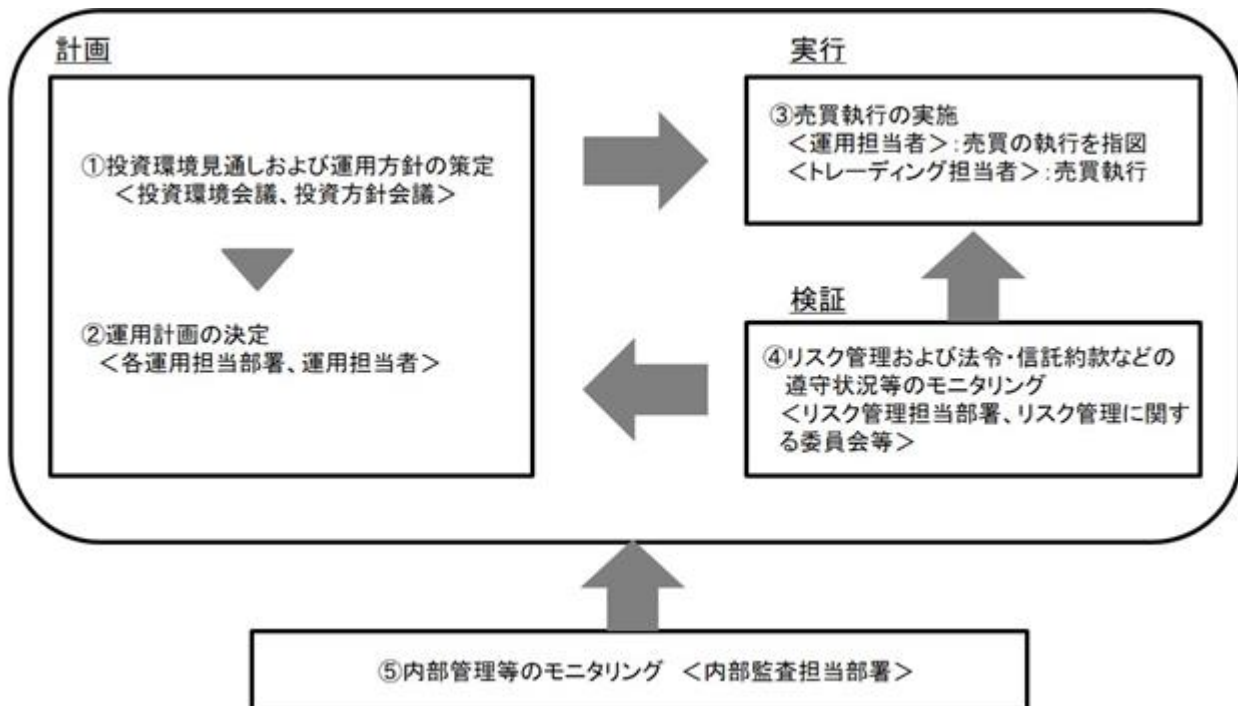 計画
①投資環境見通しおよび運用方針の策定
＜投資環境会議、投資方針会議＞
②運用計画の決定
＜各運用担当部署、運用担当者＞
実行
③売買執行の実施
＜運用担当者＞：売買の執行を指図
＜トレーディング担当者＞：売買執行
検証
④リスク管理および法令・信託約款などの
遵守状況等のモニタリング
＜リスク管理担当部署、リスク管理に関す
る委員会等＞
⑤内部管理等のモニタリング　＜内部監査担当部署＞